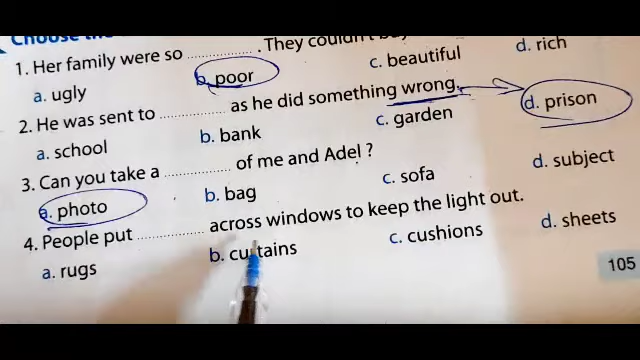 Choose the
1. Her family were so ............ . They couldn't buy
a. ugly b. poor c. beautiful d. rich
2. He was sent to ............ as he did something wrong.
a. school b. bank c. garden d. prison
3. Can you take a ............ of me and Adel ?
a. photo b. bag c. sofa d. subject
4. People put ............ across windows to keep the light out.
a. rugs b. curtains c. cushions d. sheets
105